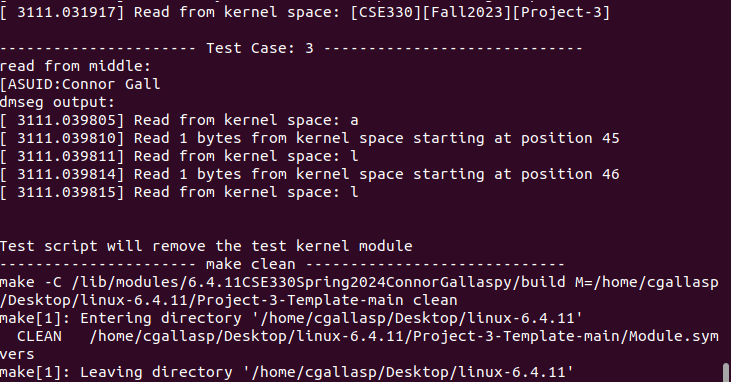 [ 3111.031917] Read from kernel space: [CSE330][Fall2023][Project-3]
---------------------- Test Case: 3 -----------------------------
read from middle:
[ASUID:Connor Gall
dmseg output:
[ 3111.039805] Read from kernel space: a
[ 3111.039810] Read 1 bytes from kernel space starting at position 45
[ 3111.039811] Read from kernel space: l
[ 3111.039814] Read 1 bytes from kernel space starting at position 46
[ 3111.039815] Read from kernel space: l
Test script will remove the test kernel module
---------------------- make clean -----------------------------
make -C /lib/modules/6.4.11CSE330Spring2024ConnorGallaspy/build M=/home/cgallasp
/Desktop/linux-6.4.11/Project-3-Template-main clean
make[1]: Entering directory '/home/cgallasp/Desktop/linux-6.4.11'
  CLEAN   /home/cgallasp/Desktop/linux-6.4.11/Project-3-Template-main/Module.sym
vers
make[1]: Leaving directory '/home/cgallasp/Desktop/linux-6.4.11'